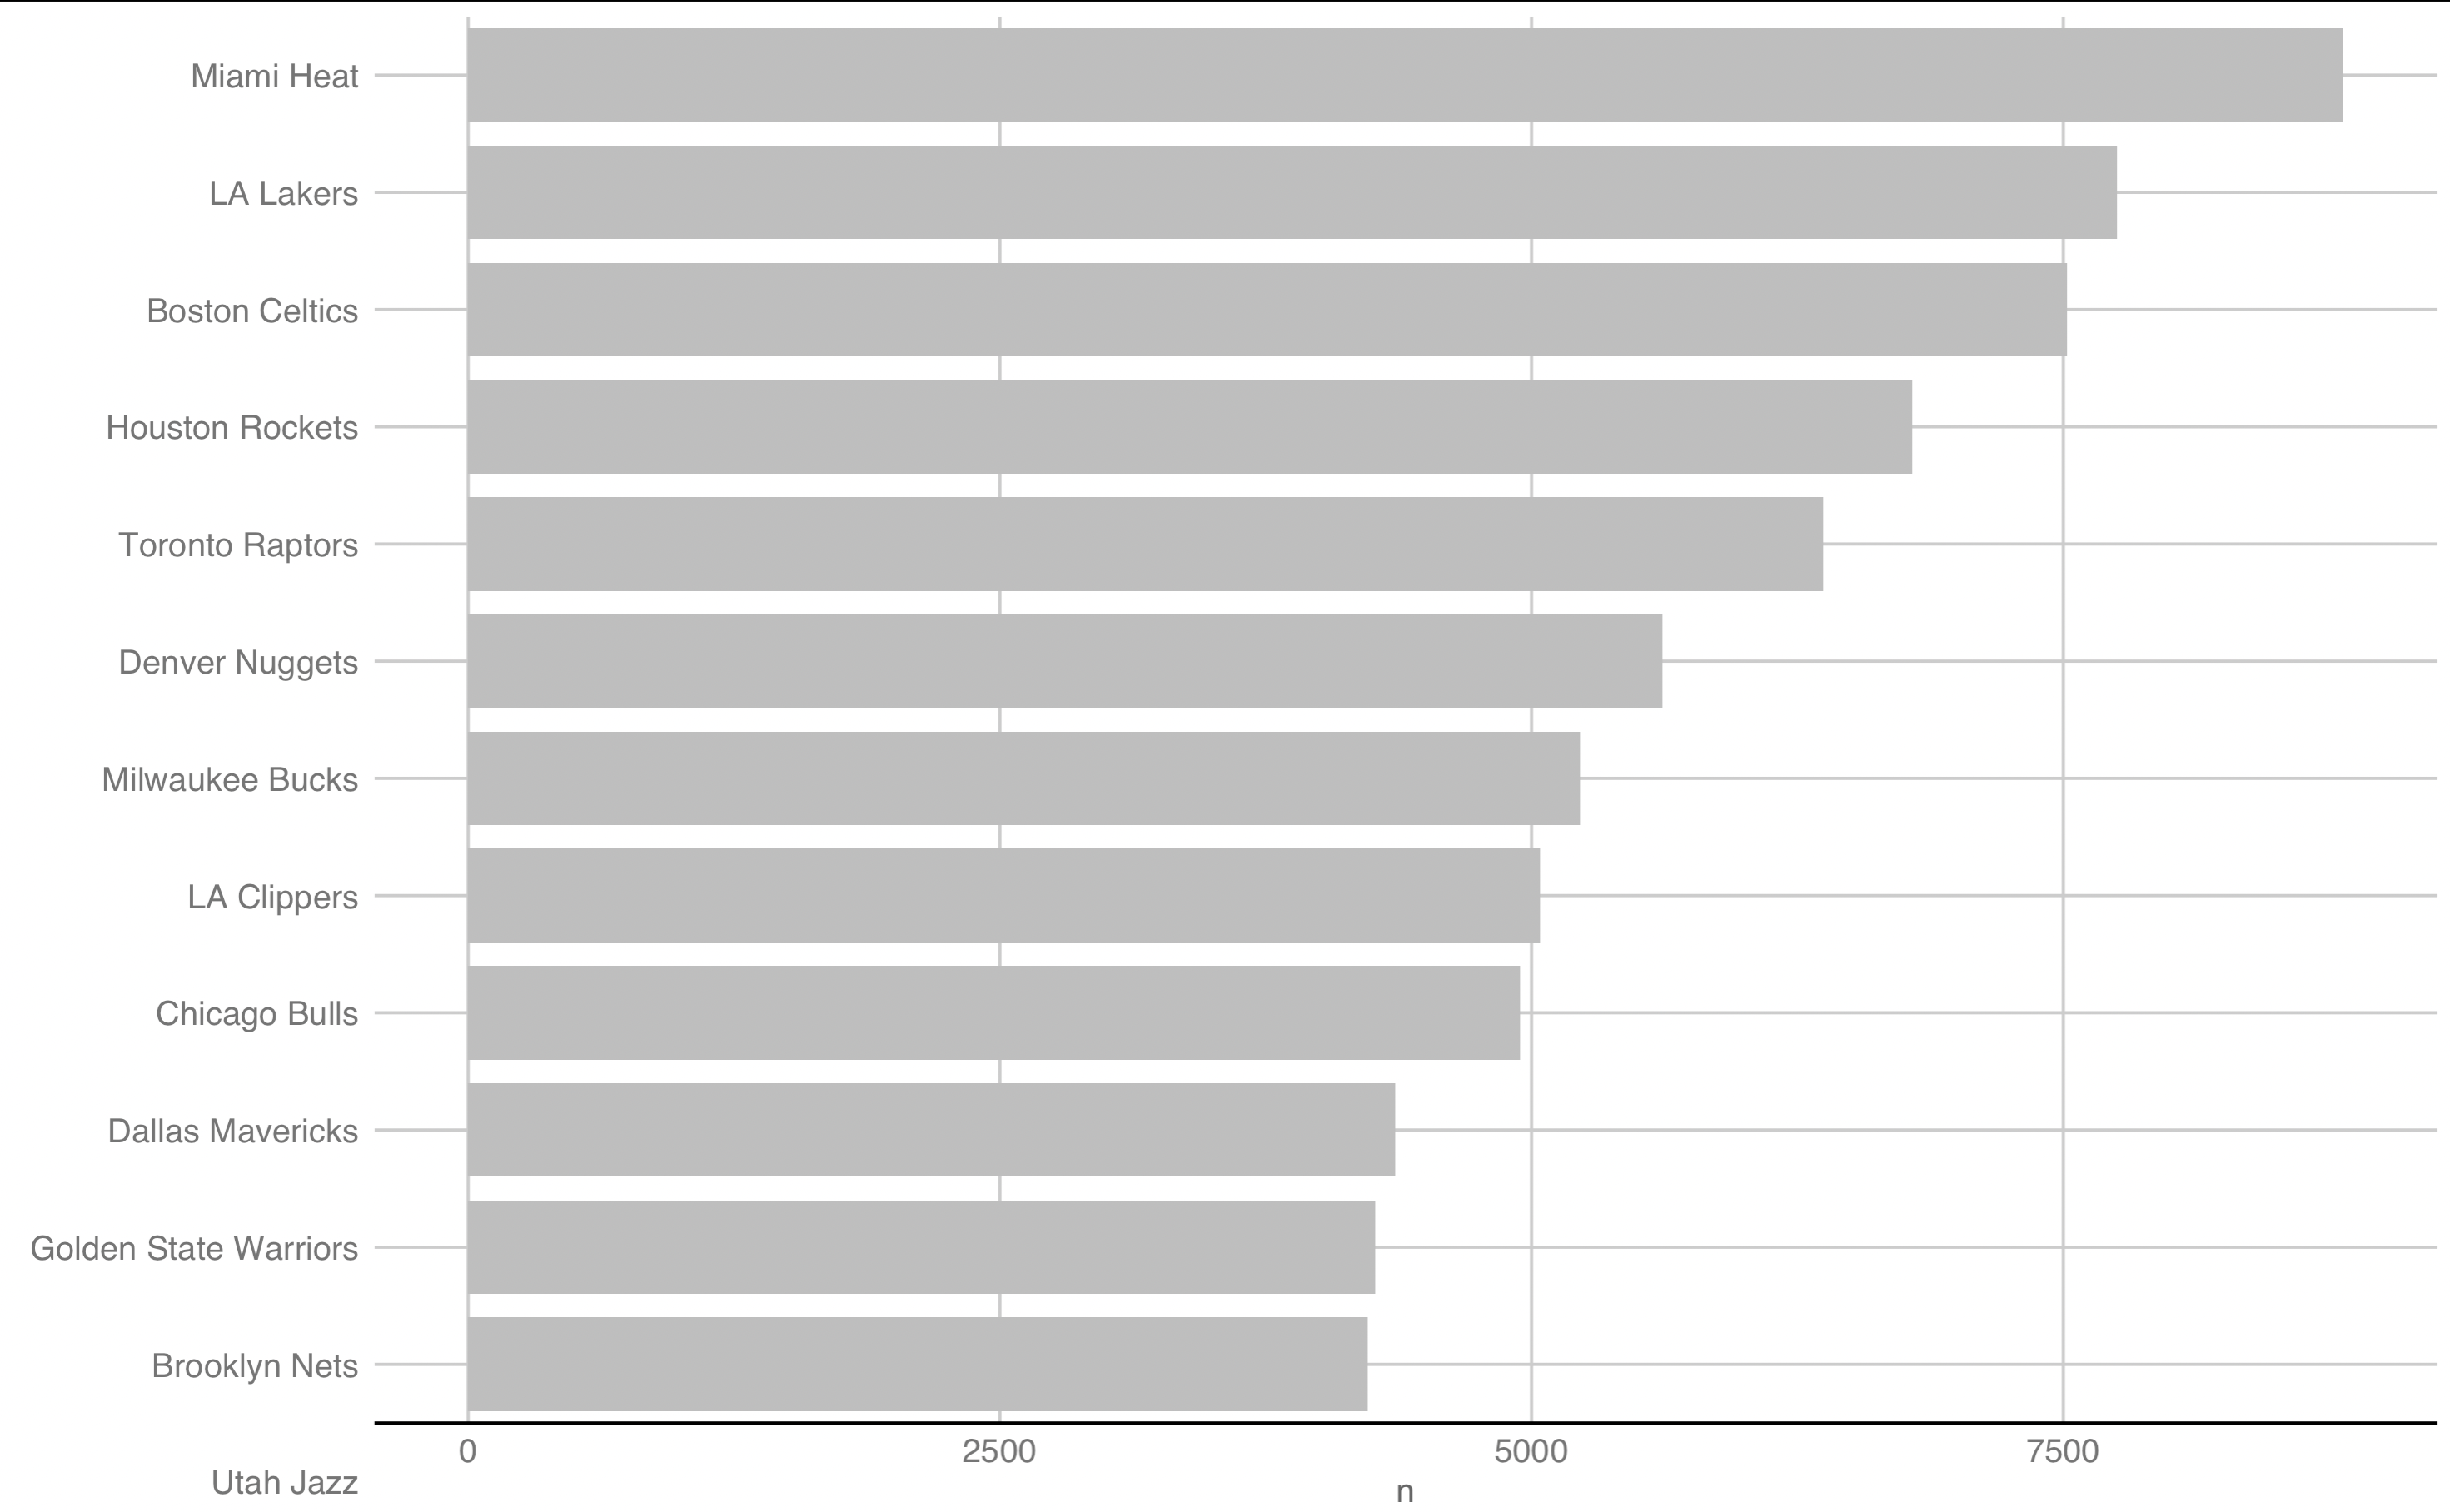 Miami Heat
LA Lakers
Boston Celtics
Houston Rockets
Toronto Raptors
Denver Nuggets
Milwaukee Bucks
LA Clippers
Chicago Bulls
Dallas Mavericks
Golden State Warriors
Brooklyn Nets
0 2500 5000 7500
Utah Jazz
n